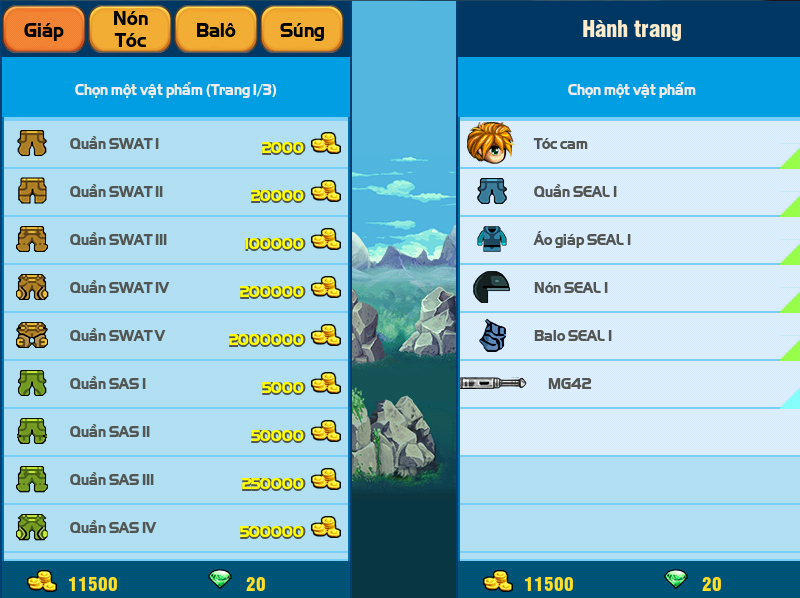 Giáp
Nón
Tóc
Balô
Súng
Chọn một vật phẩm (Trang 1/3)
Quần SWAT I
2000
Quần SWAT II
20000
Quần SWAT III
100000
Quần SWAT IV
200000
Quần SWAT V
2000000
Quần SAS I
5000
Quần SAS II
50000
Quần SAS III
250000
Quần SAS IV
500000
11500
20
Hành trang
Chọn một vật phẩm
Tóc cam
Quần SEAL I
Áo giáp SEAL I
Nón SEAL I
Balo SEAL I
MG42
11500
20